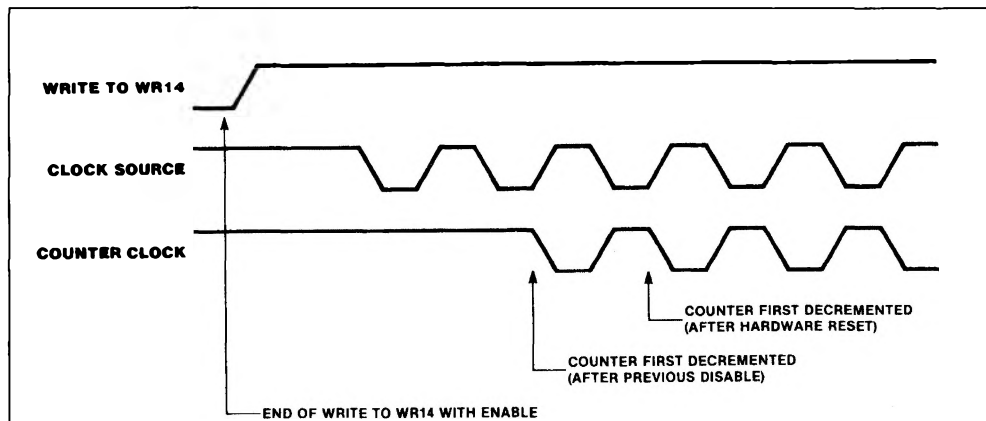 WRITE TO WR14
CLOCK SOURCE
COUNTER CLOCK
COUNTER FIRST DECREMENTED
(AFTER HARDWARE RESET)
COUNTER FIRST DECREMENTED
(AFTER PREVIOUS DISABLE)
END OF WRITE TO WR14 WITH ENABLE